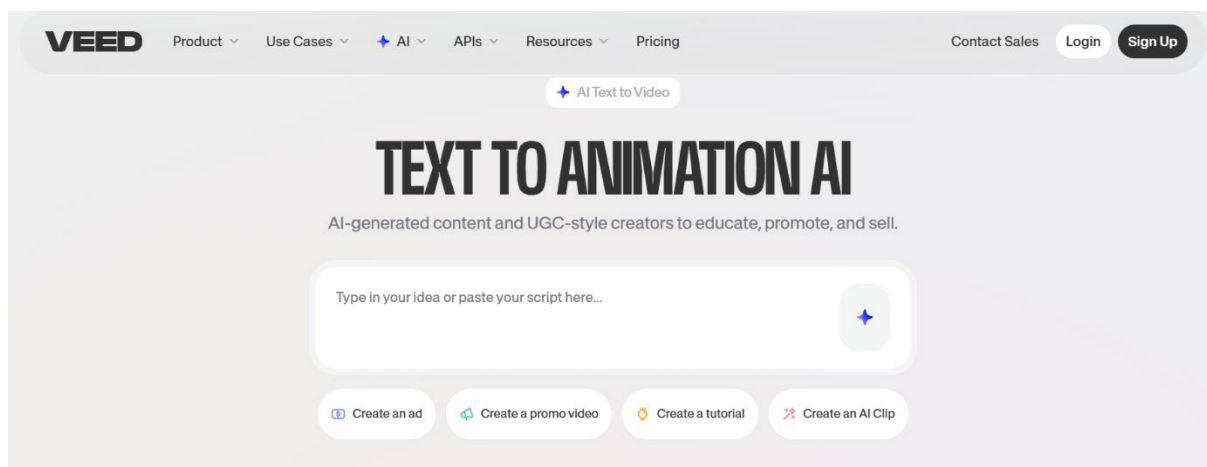 VEED Product Use Cases AI APIs Resources Pricing Contact Sales Login Sign Up
AI Text to Video
TEXT TO ANIMATION AI
AI-generated content and UGC-style creators to educate, promote, and sell.
Type in your idea or paste your script here...
Create an ad Create a promo video Create a tutorial Create an AI Clip